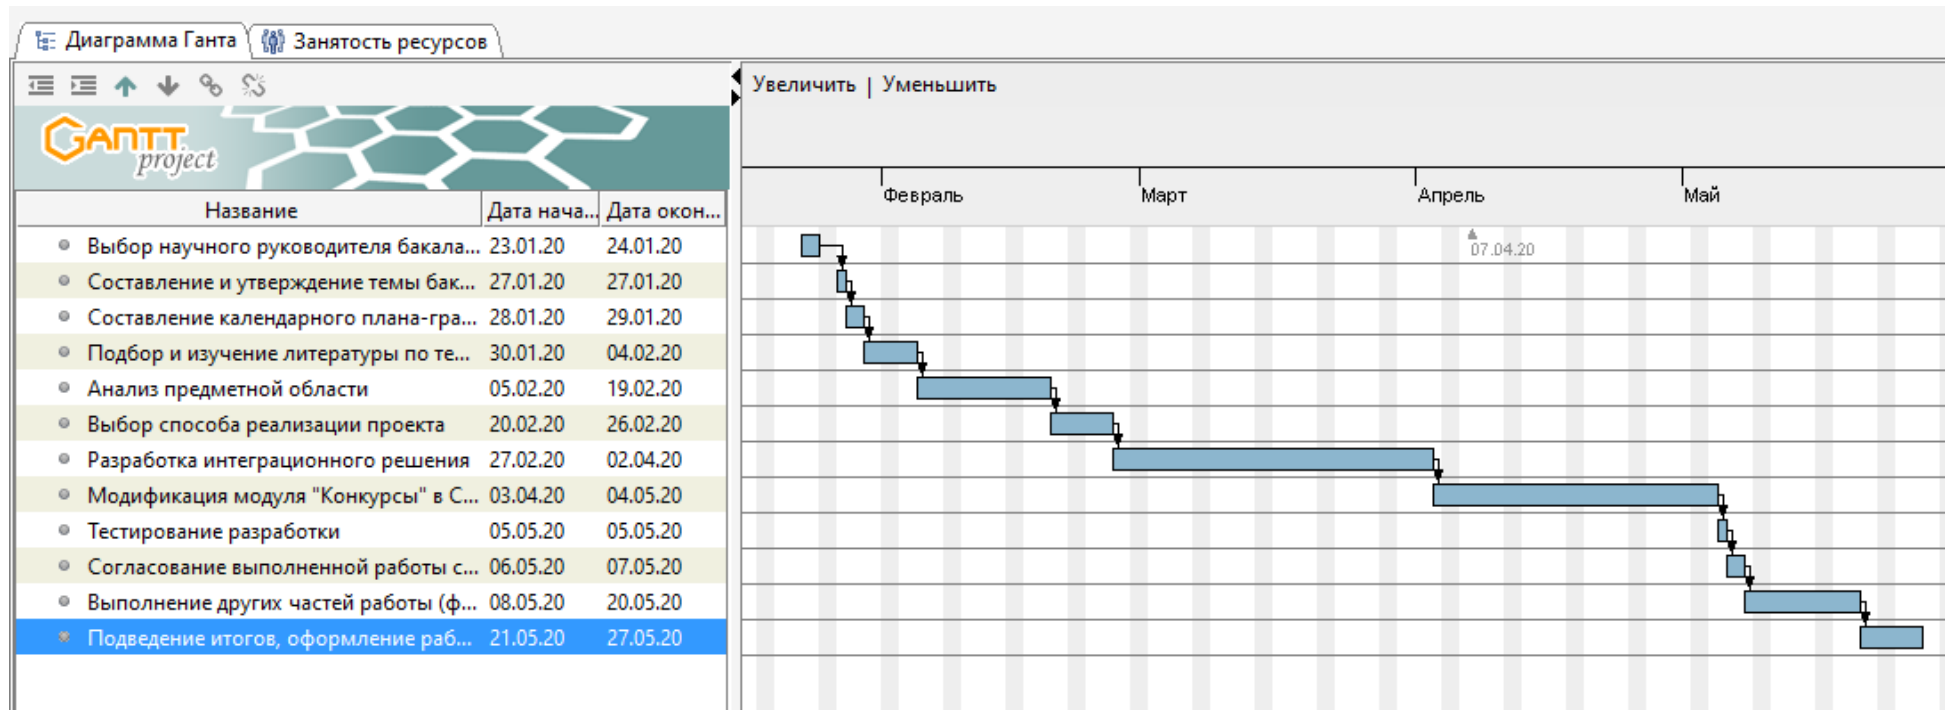 Диаграмма Ганта Занятость ресурсов
Увеличить | Уменьшить
GANTT
project
Февраль Март Апрель Май
Название Дата нача... Дата окон...
07.04.20
Выбор научного руководителя бакала... 23.01.20 24.01.20
Составление и утверждение темы бак... 27.01.20 27.01.20
Составление календарного плана-гра... 28.01.20 29.01.20
Подбор и изучение литературы по те... 30.01.20 04.02.20
Анализ предметной области 05.02.20 19.02.20
Выбор способа реализации проекта 20.02.20 26.02.20
Разработка интеграционного решения 27.02.20 02.04.20
Модификация модуля "Конкурсы" в С... 03.04.20 04.05.20
Тестирование разработки 05.05.20 05.05.20
Согласование выполненной работы с... 06.05.20 07.05.20
Выполнение других частей работы (ф... 08.05.20 20.05.20
Подведение итогов, оформление раб... 21.05.20 27.05.20